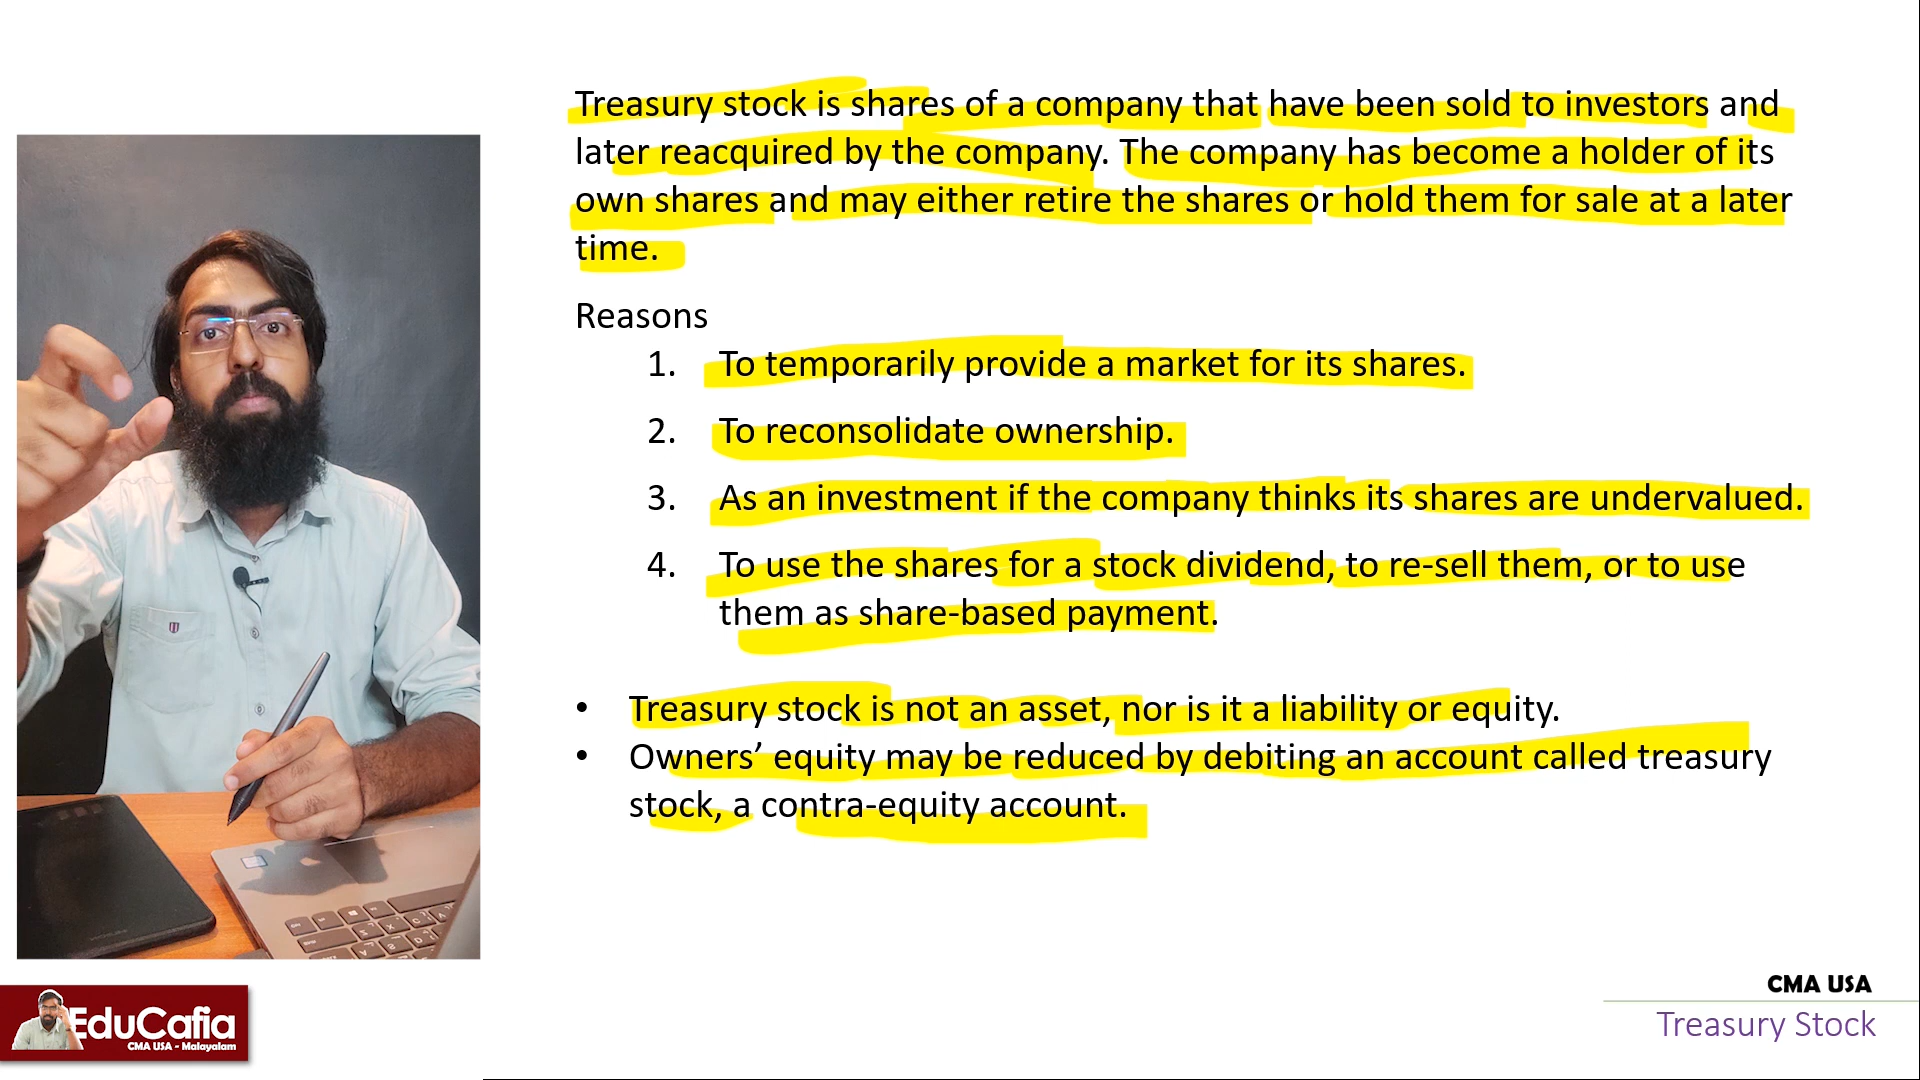 Treasury stock is shares of a company that have been sold to investors and
later reacquired by the company. The company has become a holder of its
own shares and may either retire the shares or hold them for sale at a later
time.
Reasons
1. To temporarily provide a market for its shares.
2. To reconsolidate ownership.
3. As an investment if the company thinks its shares are undervalued.
4. To use the shares for a stock dividend, to re-sell them, or to use
them as share-based payment.
• Treasury stock is not an asset, nor is it a liability or equity.
• Owners’ equity may be reduced by debiting an account called treasury
stock, a contra-equity account.
EduCafia
CMA USA - Malayalam
CMA USA
Treasury Stock